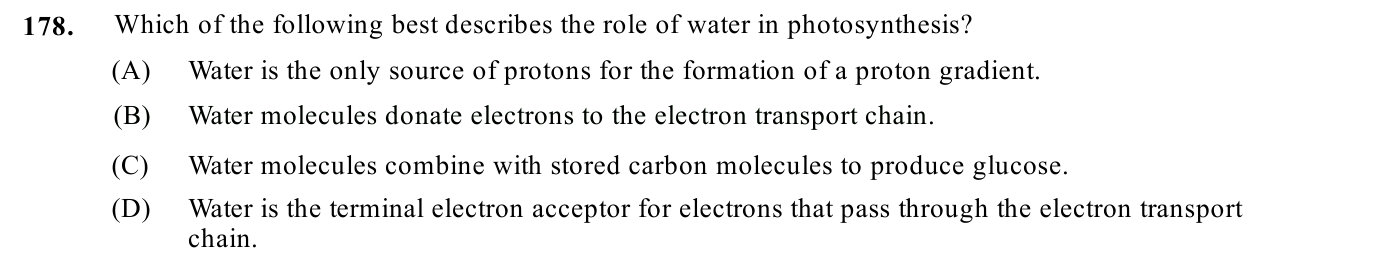 178. Which of the following best describes the role of water in photosynthesis?
(A) Water is the only source of protons for the formation of a proton gradient.
(B) Water molecules donate electrons to the electron transport chain.
(C) Water molecules combine with stored carbon molecules to produce glucose.
(D) Water is the terminal electron acceptor for electrons that pass through the electron transport
chain.